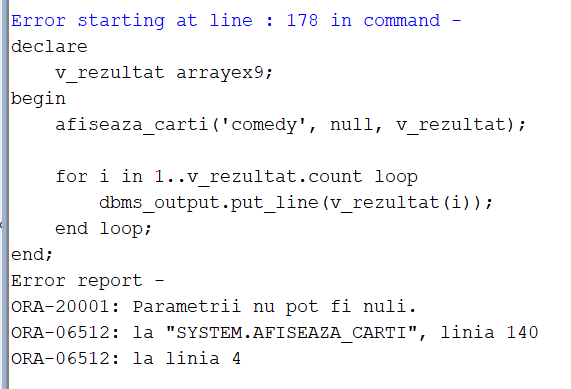 Error starting at line : 178 in command -
declare
    v_rezultat arrayex9;
begin
    afiseaza_carti('comedy', null, v_rezultat);

    for i in 1..v_rezultat.count loop
        dbms_output.put_line(v_rezultat(i));
    end loop;
end;
Error report -
ORA-20001: Parametrii nu pot fi nuli.
ORA-06512: la "SYSTEM.AFISEAZA_CARTI", linia 140
ORA-06512: la linia 4